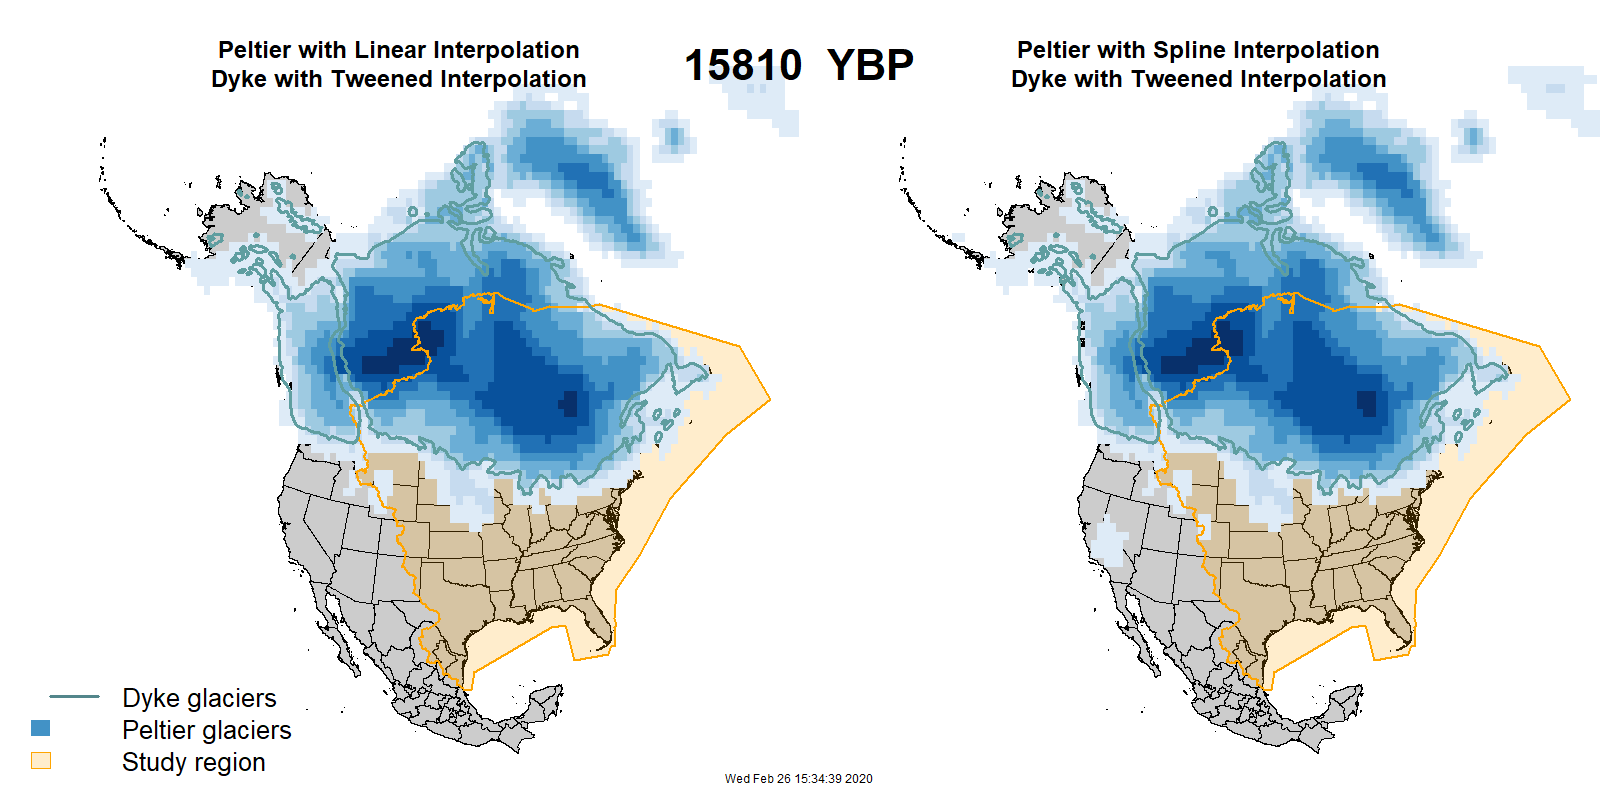 Peltier with Linear Interpolation
Dyke with Tweened Interpolation
15810 YBP
Peltier with Spline Interpolation
Dyke with Tweened Interpolation
Dyke glaciers
Peltier glaciers
Study region
Wed Feb 26 15:34:39 2020